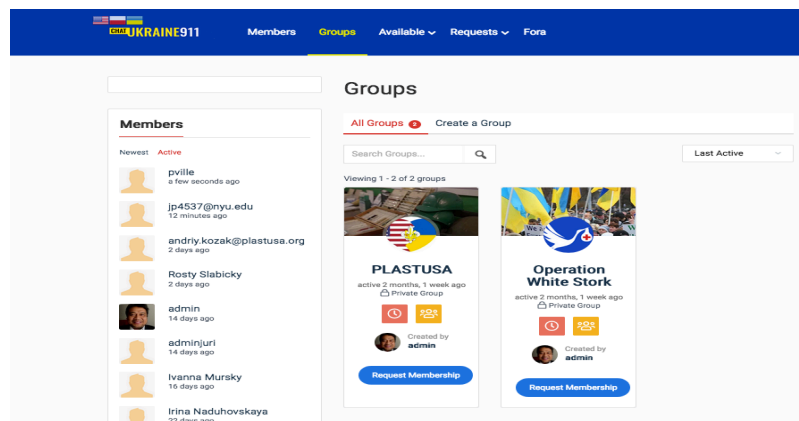 CHAT UKRAINE911
Members Groups Available Requests Fora
Groups
Members
Newest Active
pville
a few seconds ago
jp4537@nyu.edu
12 minutes ago
andriy.kozak@plastusa.org
2 days ago
Rosty Slabicky
2 days ago
admin
14 days ago
adminjuri
14 days ago
Ivanna Mursky
16 days ago
Irina Naduhovskaya
22 days ago
All Groups 2 Create a Group
Search Groups...
Last Active
Viewing 1 - 2 of 2 groups
PLASTUSA
active 2 months, 1 week ago
Private Group
Created by
admin
Request Membership
We a
Operation
White Stork
active 2 months, 1 week ago
Private Group
Created by
admin
Request Membership